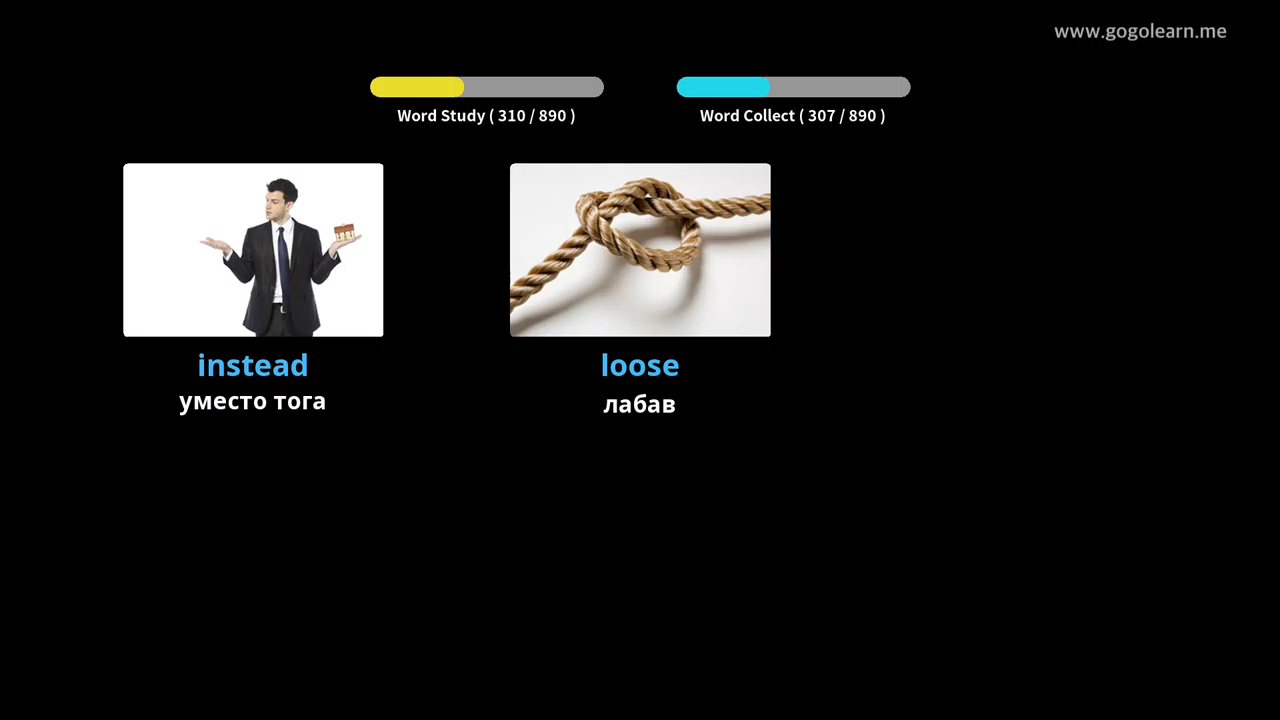 www.gogolearn.me
Word Study ( 310 / 890 )
Word Collect ( 307 / 890 )
instead
уместо тога
loose
лабав